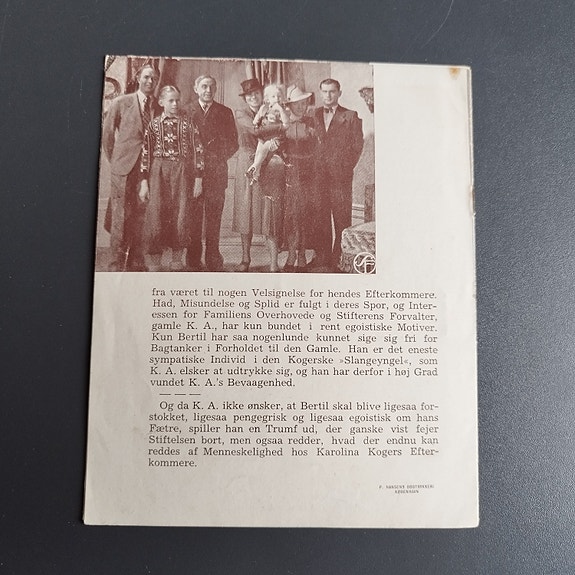 SF
fra været til nogen Velsignelse for hendes Efterkommere.
Had, Misundelse og Splid er fulgt i deres Spor, og Inter-
essen for Familiens Overhovede og Stifterens Forvalter,
gamle K. A., har kun bundet i rent egoistiske Motiver.
Kun Bertil har saa nogenlunde kunnet sige sig fri for
Bagtanker i Forholdet til den Gamle. Han er det eneste
sympatiske Individ i den Kogerske »Slangeyngel«, som
K. A. elsker at udtrykke sig, og han har derfor i høj Grad
vundet K. A.'s Bevaagenhed.
— — —
Og da K. A. ikke ønsker, at Bertil skal blive ligesaa for-
stokket, ligesaa pengegrisk og ligesaa egoistisk om hans
Fætre, spiller han en Trumf ud, der ganske vist fejer
Stiftelsen bort, men ogsaa redder, hvad der endnu kan
reddes af Menneskelighed hos Karolina Kogers Efter-
kommere.
KØBENHAVN